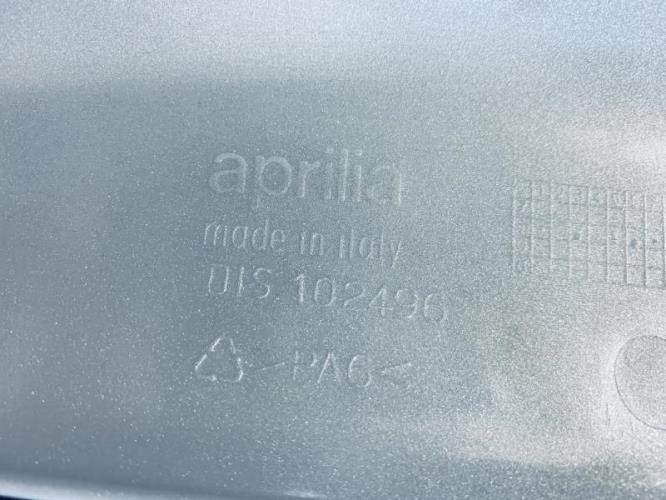 aprilia
made in italy
DIS. 102496
>PA6<